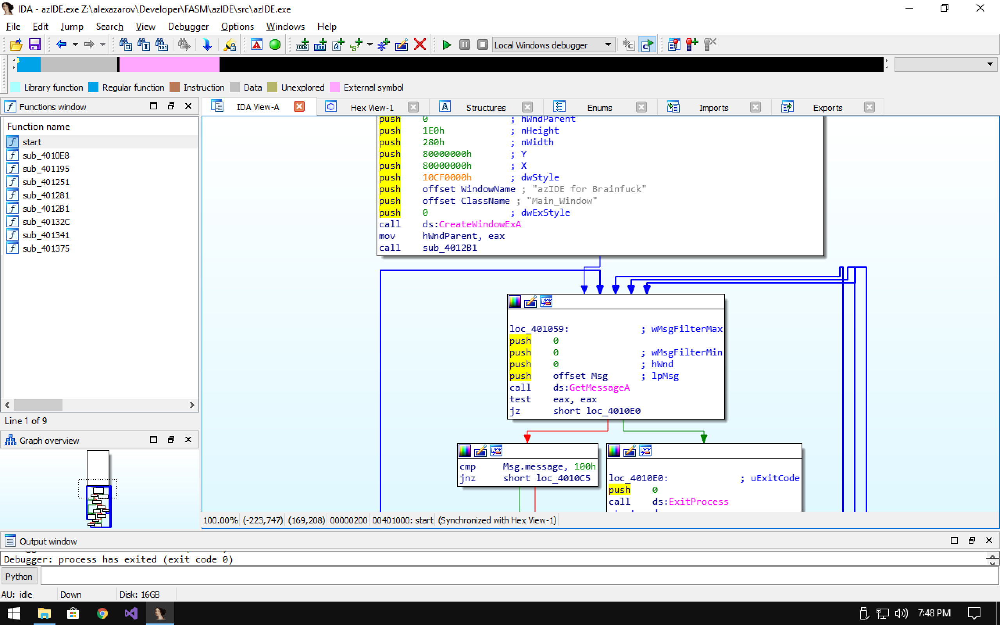 IDA - azIDE.exe Z:\alexazarov\Developer\FASM\azIDE\src\azIDE.exe
File Edit Jump Search View Debugger Options Windows Help
Local Windows debugger
Library function Regular function Instruction Data Unexplored External symbol
Functions window
Function name
start
sub_4010E8
sub_401195
sub_401251
sub_401281
sub_4012B1
sub_40132C
sub_401341
sub_401375
Line 1 of 9
Graph overview
IDA View-A Hex View-1 Structures Enums Imports Exports
push 0 ; hWndParent
push 1E0h ; nHeight
push 280h ; nWidth
push 80000000h ; Y
push 80000000h ; X
push 10CF0000h ; dwStyle
push offset WindowName ; "azIDE for Brainfuck"
push offset ClassName ; "Main_Window"
push 0 ; dwExStyle
call ds:CreateWindowExA
mov hWndParent, eax
call sub_4012B1
loc_401059: ; wMsgFilterMax
push 0
push 0 ; wMsgFilterMin
push 0 ; hWnd
push offset Msg ; lpMsg
call ds:GetMessageA
test eax, eax
jz short loc_4010E0
cmp Msg.message, 100h
jnz short loc_4010C5
loc_4010E0: ; uExitCode
push 0
call ds:ExitProcess
100.00% (-223,747) (169,208) 00000200 00401000: start (Synchronized with Hex View-1)
Output window
Debugger: process has exited (exit code 0)
Python
AU: idle Down Disk: 16GB
7:48 PM